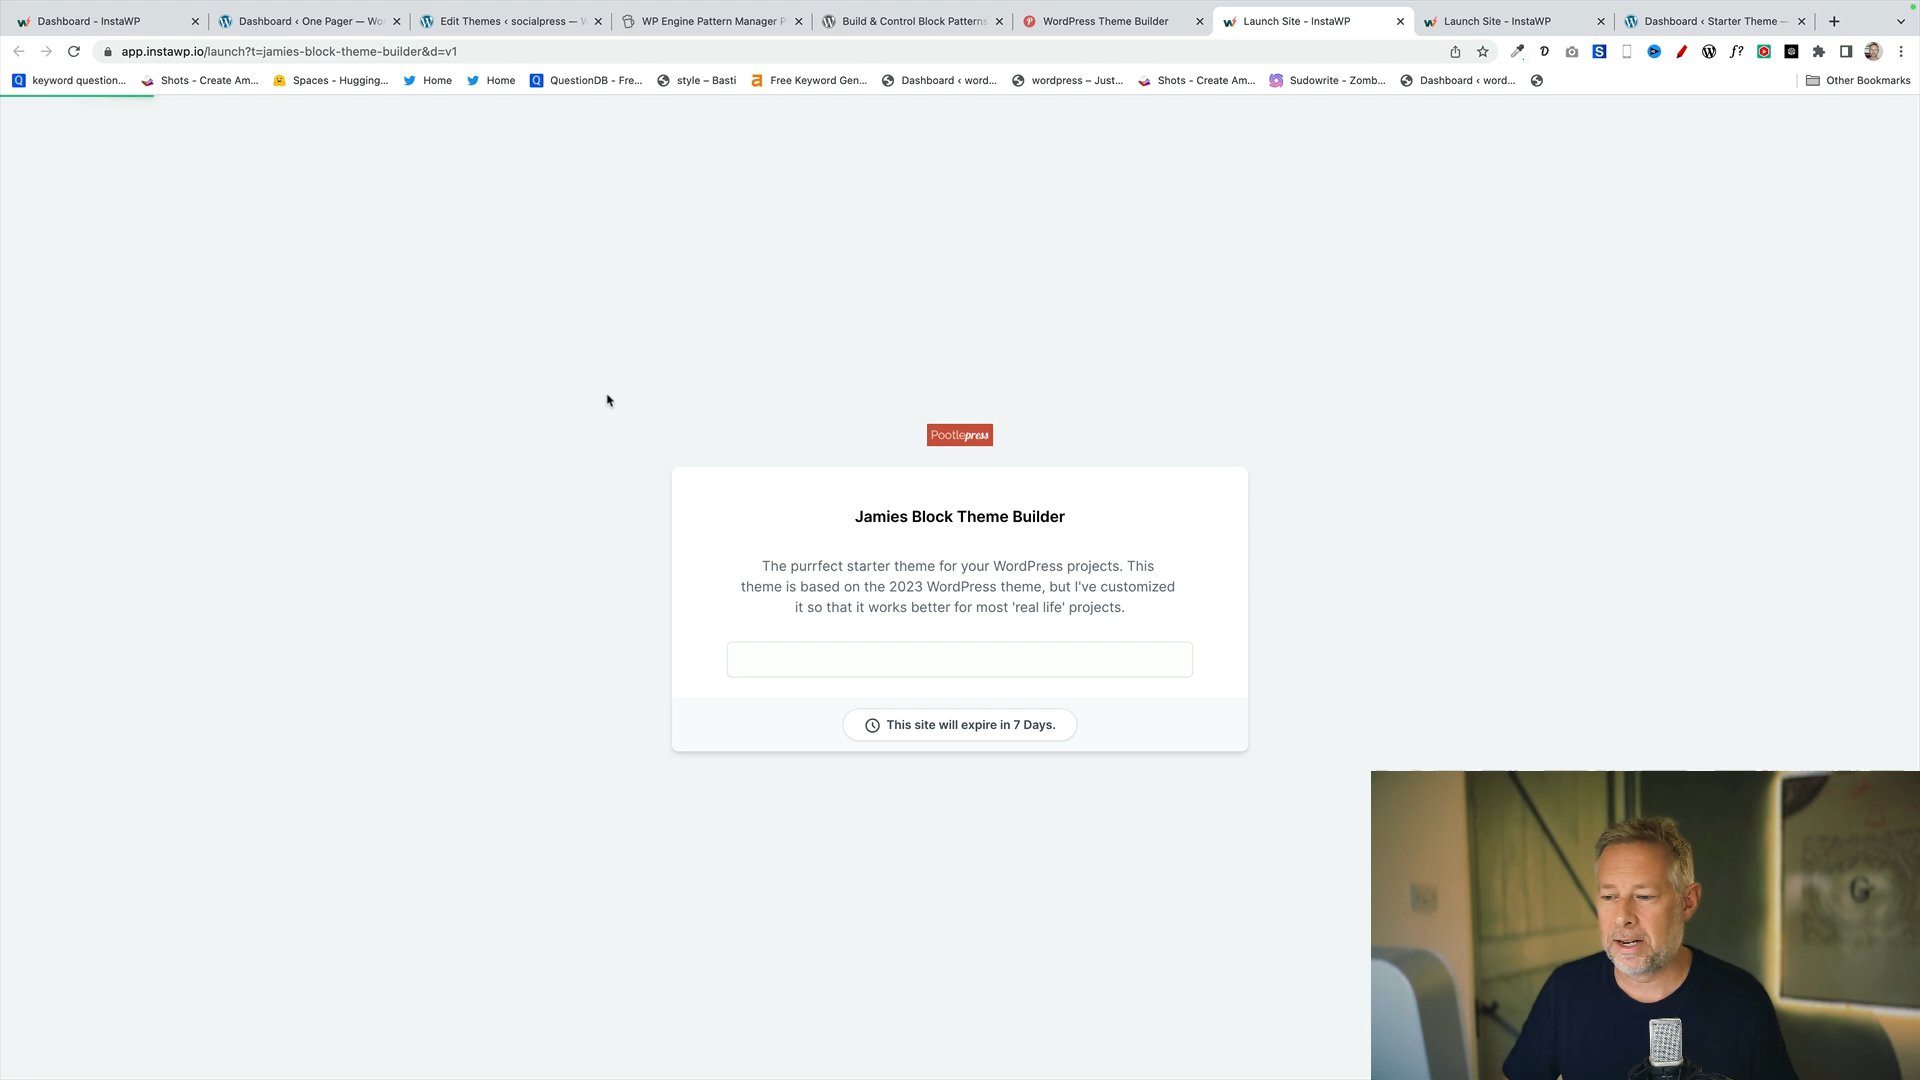 Dashboard - InstaWP
Dashboard ‹ One Pager — Wo
Edit Themes ‹ socialpress — W
WP Engine Pattern Manager P
Build & Control Block Patterns
WordPress Theme Builder
Launch Site - InstaWP
Launch Site - InstaWP
Dashboard ‹ Starter Theme —
app.instawp.io/launch?t=jamies-block-theme-builder&d=v1
keyword question...
Shots - Create Am...
Spaces - Hugging...
Home
Home
QuestionDB - Fre...
style – Basti
Free Keyword Gen...
Dashboard ‹ word...
wordpress – Just...
Shots - Create Am...
Sudowrite - Zomb...
Dashboard ‹ word...
Other Bookmarks
Pootlepress
Jamies Block Theme Builder
The purrfect starter theme for your WordPress projects. This
theme is based on the 2023 WordPress theme, but I've customized
it so that it works better for most 'real life' projects.
This site will expire in 7 Days.